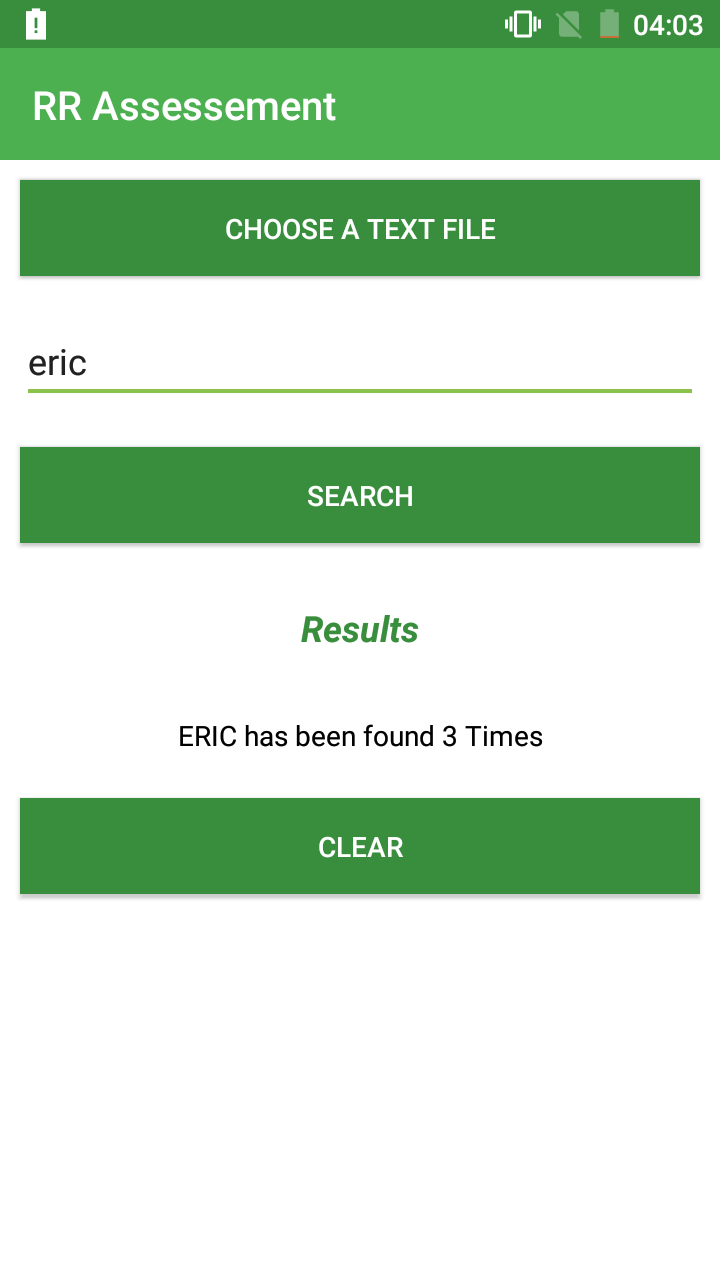 04:03
RR Assessement
CHOOSE A TEXT FILE
eric
SEARCH
Results
ERIC has been found 3 Times
CLEAR